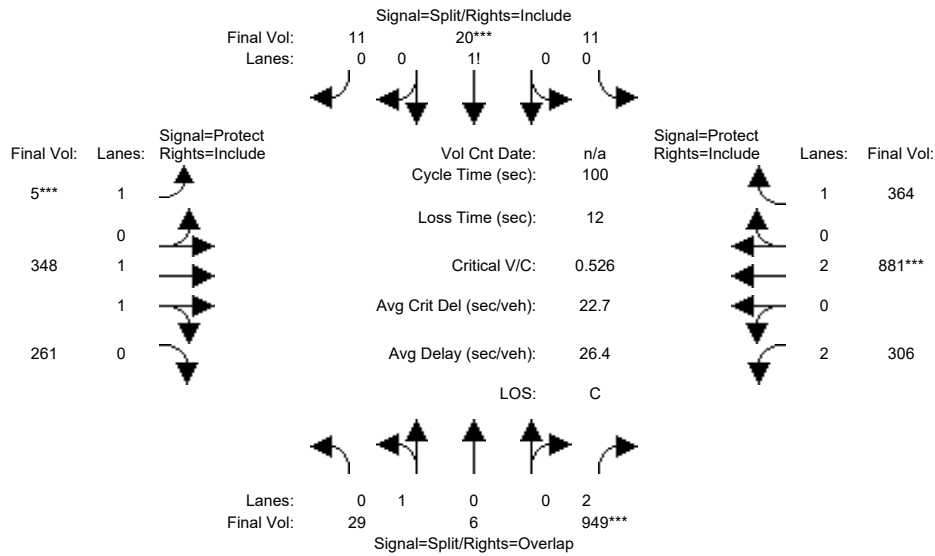 Signal=Split/Rights=Include
Final Vol: 11 20*** 11
Lanes: 0 0 1! 0 0
Signal=Protect
Final Vol: Lanes: Rights=Include
Vol Cnt Date: n/a
Signal=Protect
Rights=Include Lanes: Final Vol:
Cycle Time (sec): 100
5*** 1
1 364
Loss Time (sec): 12
0
0
348 1
Critical V/C: 0.526
2 881***
1
Avg Crit Del (sec/veh): 22.7
0
261 0
Avg Delay (sec/veh): 26.4
2 306
LOS: C
Lanes: 0 1 0 0 2
Final Vol: 29 6 949***
Signal=Split/Rights=Overlap